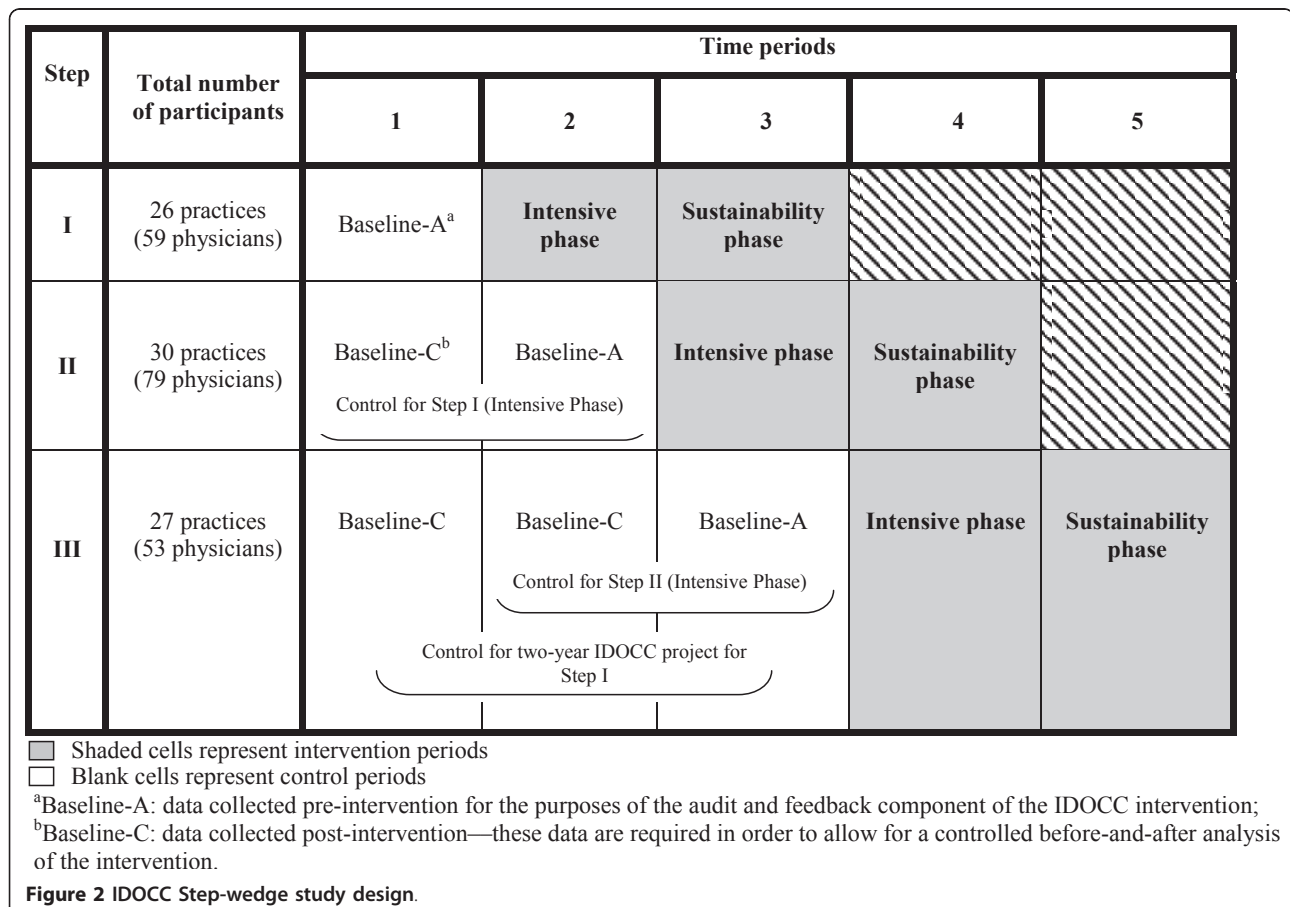 Step
Total number
of participants
Time periods
1
2
3
4
5
I
26 practices
(59 physicians)
Baseline-Aᵃ
Intensive
phase
Sustainability
phase
II
30 practices
(79 physicians)
Baseline-Cᵇ
Baseline-A
Intensive phase
Sustainability
phase
Control for Step I (Intensive Phase)
III
27 practices
(53 physicians)
Baseline-C
Baseline-C
Baseline-A
Intensive phase
Sustainability
phase
Control for Step II (Intensive Phase)
Control for two-year IDOCC project for
Step I
Shaded cells represent intervention periods
Blank cells represent control periods
ᵃBaseline-A: data collected pre-intervention for the purposes of the audit and feedback component of the IDOCC intervention;
ᵇBaseline-C: data collected post-intervention—these data are required in order to allow for a controlled before-and-after analysis
of the intervention.
Figure 2 IDOCC Step-wedge study design.